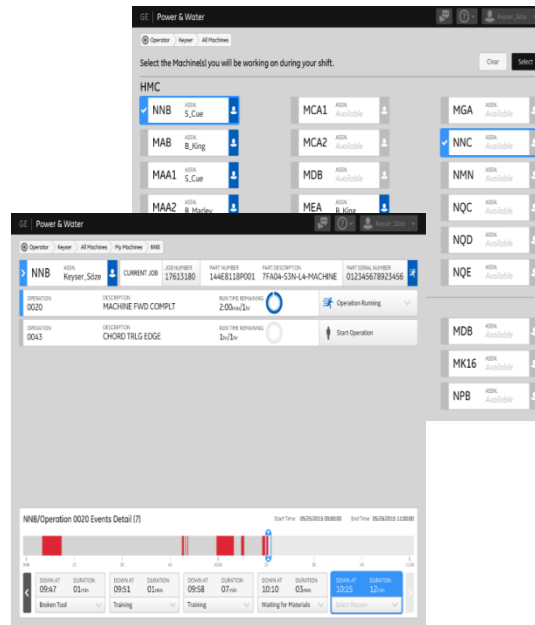 GE Power & Water
Keyser_Söze
Operator Keyser All Machines
Select the Machine(s) you will be working on during your shift.
Clear Select
HMC
NNB ASSN. S_Cue
MCA1 ASSN. Available
MGA ASSN. Available
MAB ASSN. B_King
MCA2 ASSN. Available
NNC ASSN. Available
MAA1 ASSN. S_Cue
MDB ASSN. Available
NMN ASSN. Available
MAA2 ASSN. B_Marley
MEA ASSN. B_King
NQC ASSN. Available
NQD ASSN. Available
NQE ASSN. Available
MDB ASSN. Available
MK16 ASSN. Available
NPB ASSN. Available
GE Power & Water
Keyser_Söze
Operator Keyser All Machines My Machines NNB
NNB ASSN. Keyser_Söze CURRENT JOB JOB NUMBER 17613180 PART NUMBER 144E8118P001 PART DESCRIPTION 7FA04-53N-L4-MACHINE PART SERIAL NUMBER 012345678923456
OPERATION DESCRIPTION RUN TIME REMAINING
0020 MACHINE FWD COMPLT 2:00min/1hr Operation Running
OPERATION DESCRIPTION RUN TIME REMAINING
0043 CHORD TRLG EDGE 1hr/1hr Start Operation
NNB/Operation 0020 Events Detail (7)
Start Time 05/25/2015 09:00:00 End Time 05/26/2015 11:00:00
DOWN AT DURATION DOWN AT DURATION DOWN AT DURATION DOWN AT DURATION DOWN AT DURATION
09:47 01min 09:51 01min 09:58 07min 10:10 03min 10:15 12min
Broken Tool Training Training Waiting for Materials Select Reason